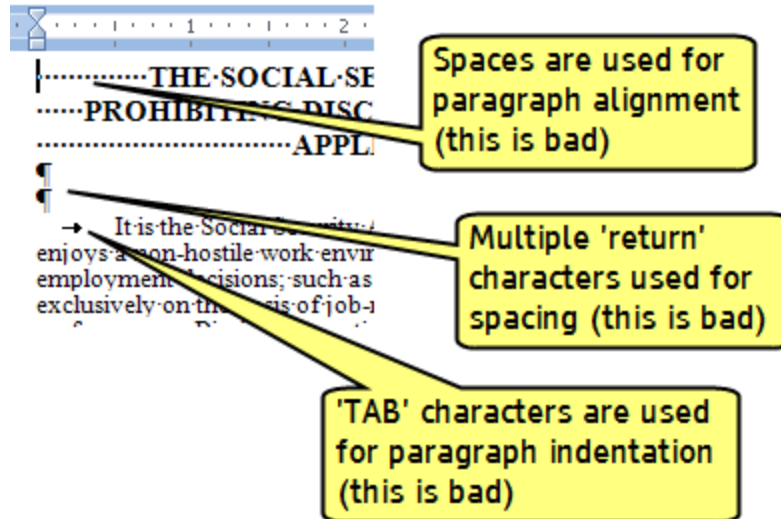 1 2
THE·SOCIAL·SE
PROHIBITING·DISC
APPL
¶
¶
It·is·the·Social·Security·A
enjoys·a·non-hostile·work·envir
employment·decisions;·such·as
exclusively·on·the·basis·of·job-r
Spaces are used for
paragraph alignment
(this is bad)
Multiple 'return'
characters used for
spacing (this is bad)
'TAB' characters are used
for paragraph indentation
(this is bad)